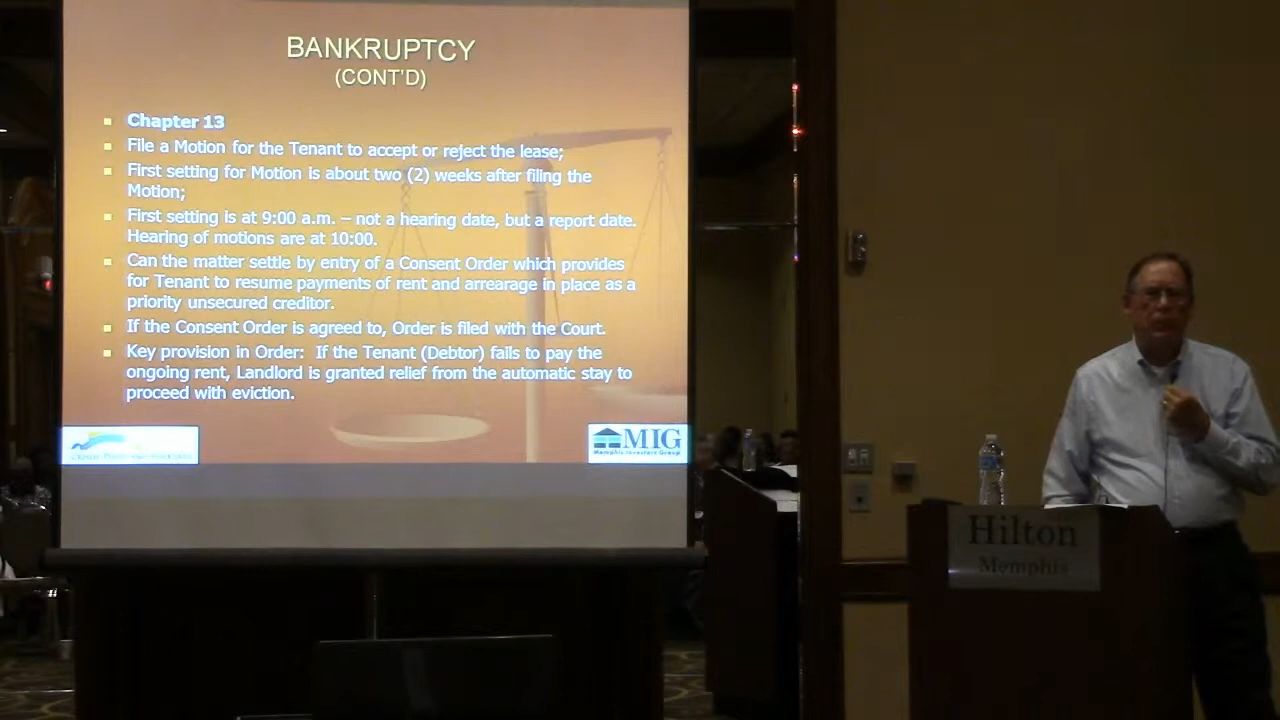 BANKRUPTCY
(CONT'D)
Chapter 13
File a Motion for the Tenant to accept or reject the lease;
First setting for Motion is about two (2) weeks after filing the
Motion;
First setting is at 9:00 a.m. – not a hearing date, but a report date.
Hearing of motions are at 10:00.
Can the matter settle by entry of a Consent Order which provides
for Tenant to resume payments of rent and arrearage in place as a
priority unsecured creditor.
If the Consent Order is agreed to, Order is filed with the Court.
Key provision in Order: If the Tenant (Debtor) fails to pay the
ongoing rent, Landlord is granted relief from the automatic stay to
proceed with eviction.
MIG
Memphis Investors Group
Hilton
Memphis